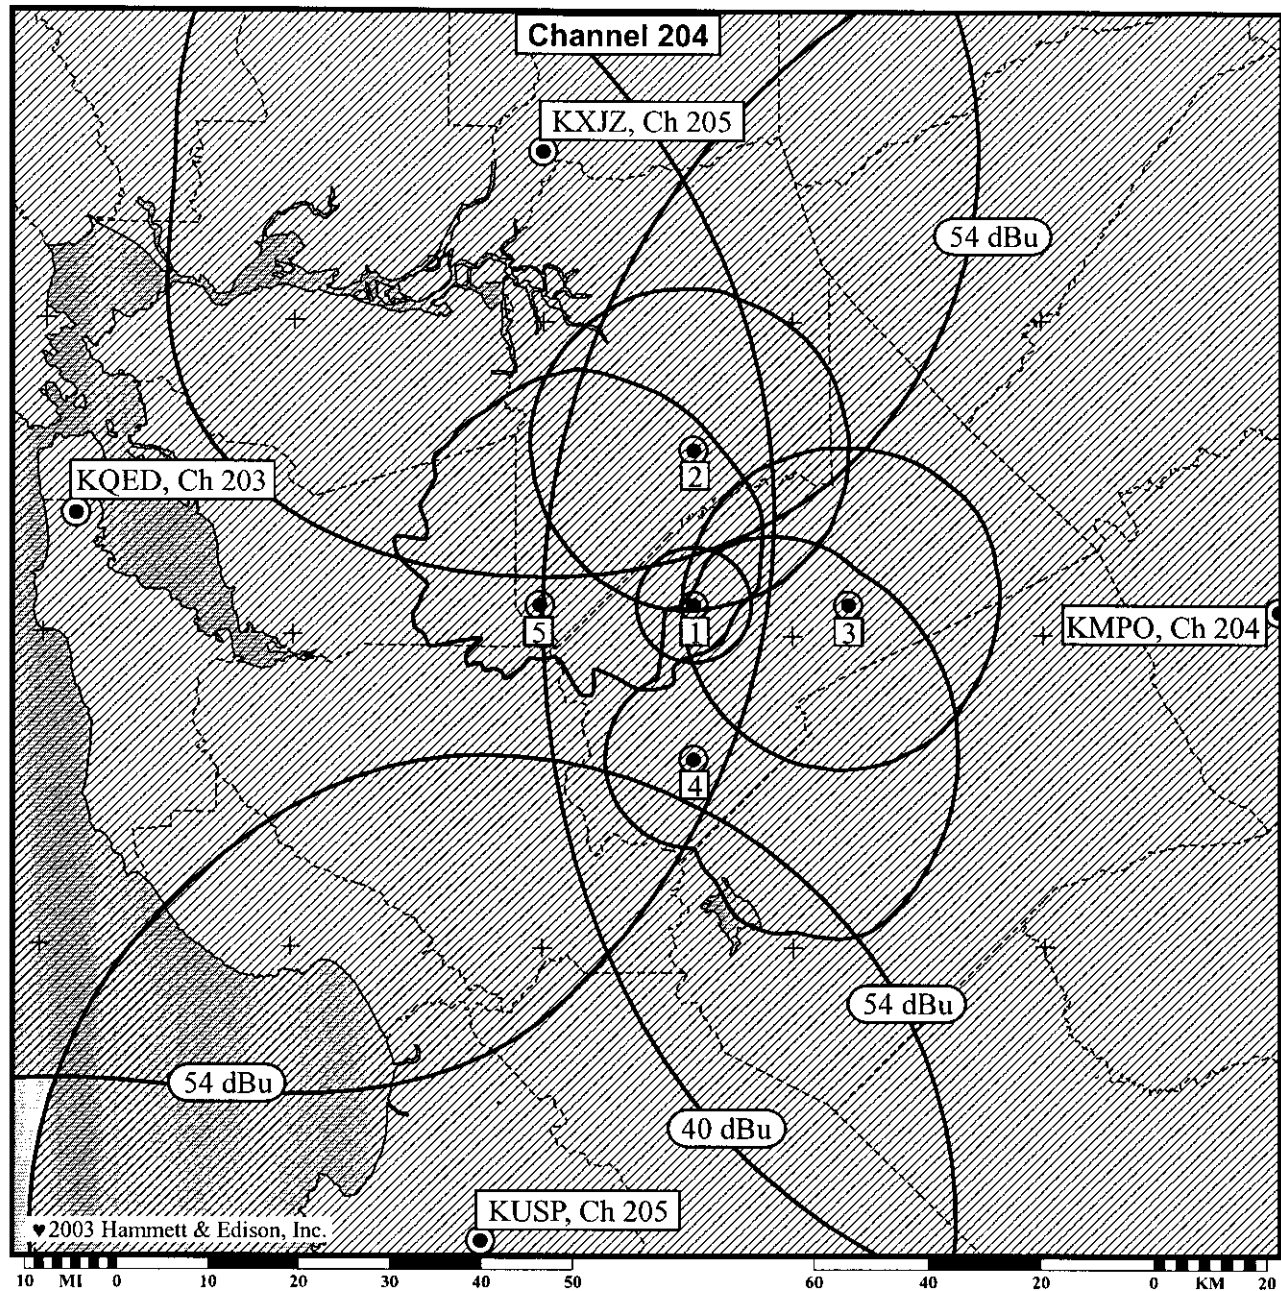 Channel 204
KXJZ, Ch 205
54 dBu
KQED, Ch 203
2
5
1
3
KMPO, Ch 204
4
54 dBu
54 dBu
40 dBu
KUSP, Ch 205
♥2003 Hammett & Edison, Inc.
10 MI 0 10 20 30 40 50 60 40 20 0 KM 20